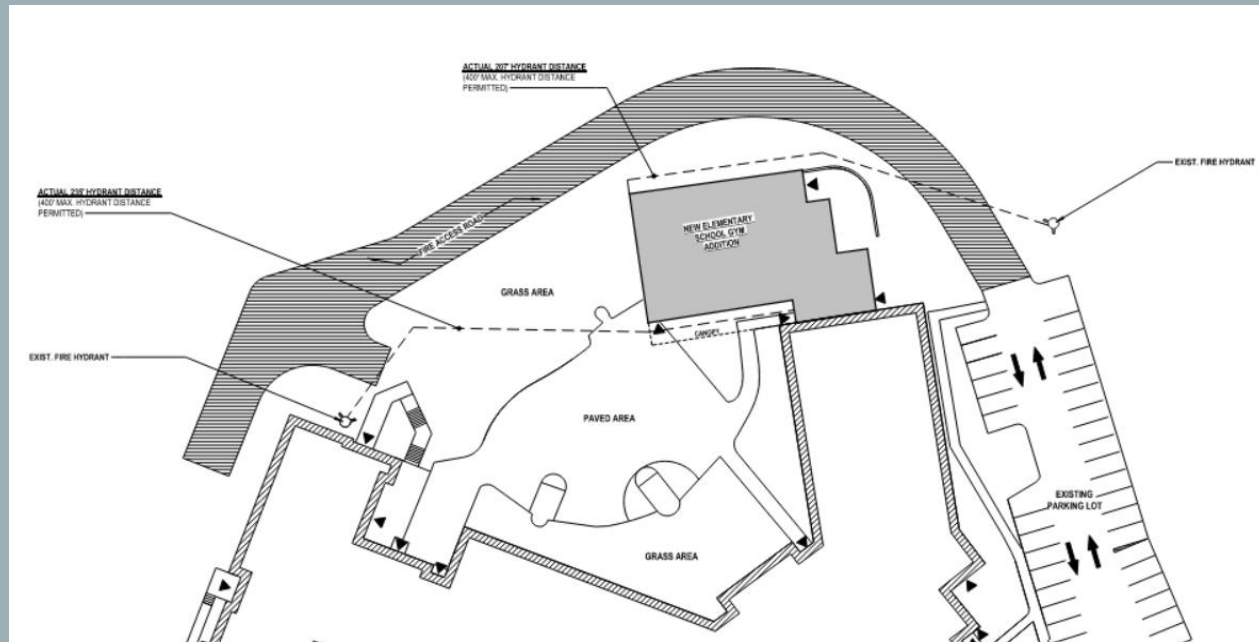 ACTUAL 207' HYDRANT DISTANCE
(400' MAX. HYDRANT DISTANCE
PERMITTED)
EXIST. FIRE HYDRANT
ACTUAL 235' HYDRANT DISTANCE
(400' MAX. HYDRANT DISTANCE
PERMITTED)
FIRE ACCESS ROAD
NEW ELEMENTARY
SCHOOL GYM
ADDITION
GRASS AREA
CANOPY
EXIST. FIRE HYDRANT
PAVED AREA
EXISTING
PARKING LOT
GRASS AREA